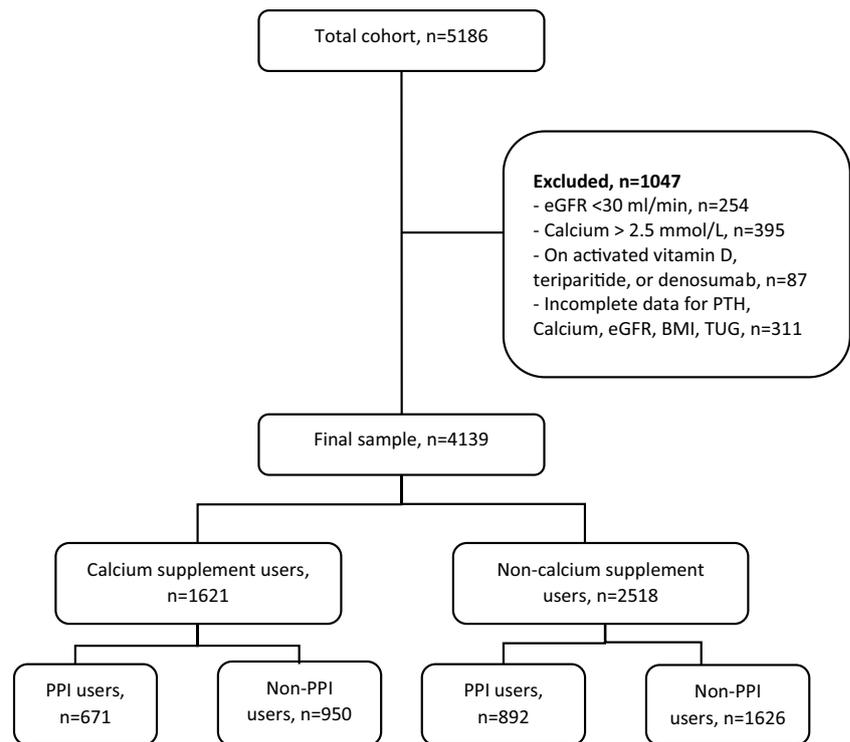 Total cohort, n=5186
Excluded, n=1047
- eGFR <30 ml/min, n=254
- Calcium > 2.5 mmol/L, n=395
- On activated vitamin D,
teriparitide, or denosumab, n=87
- Incomplete data for PTH,
Calcium, eGFR, BMI, TUG, n=311
Final sample, n=4139
Calcium supplement users,
n=1621
Non-calcium supplement
users, n=2518
PPI users,
n=671
Non-PPI
users, n=950
PPI users,
n=892
Non-PPI
users, n=1626